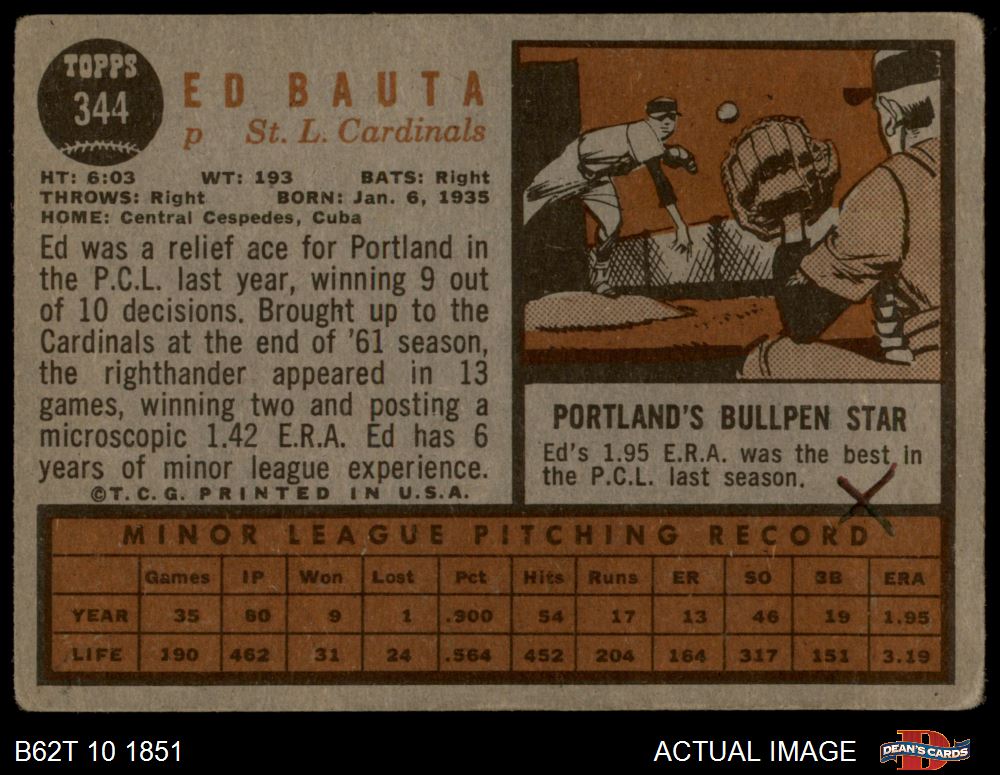 TOPPS
344
ED BAUTA
p St. L. Cardinals
HT: 6:03 WT: 193 BATS: Right
THROWS: Right BORN: Jan. 6, 1935
HOME: Central Cespedes, Cuba
Ed was a relief ace for Portland in
the P.C.L. last year, winning 9 out
of 10 decisions. Brought up to the
Cardinals at the end of '61 season,
the righthander appeared in 13
games, winning two and posting a
microscopic 1.42 E.R.A. Ed has 6
years of minor league experience.
©T.C.G. PRINTED IN U.S.A.
PORTLAND'S BULLPEN STAR
Ed's 1.95 E.R.A. was the best in
the P.C.L. last season.
MINOR LEAGUE PITCHING RECORD
Games IP Won Lost Pct Hits Runs ER SO BB ERA
YEAR 35 60 9 1 .900 54 17 13 46 19 1.95
LIFE 190 462 31 24 .564 452 204 164 317 151 3.19
B62T 10 1851 ACTUAL IMAGE DEAN'S CARDS